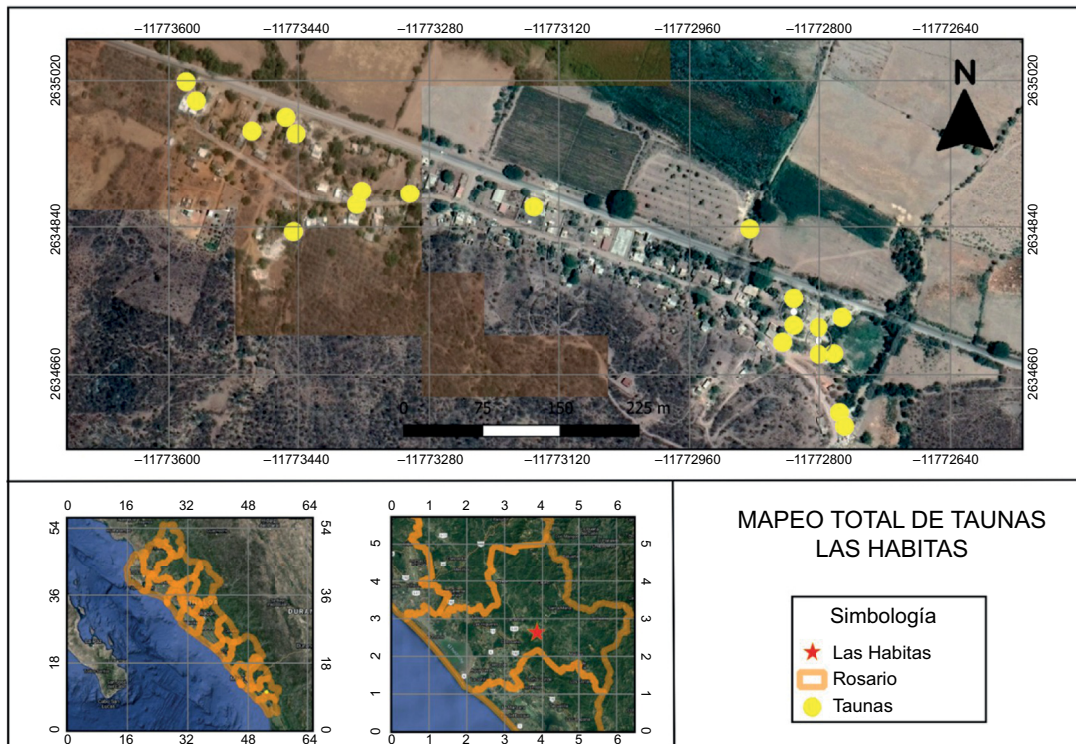 −11773600 −11773440 −11773280 −11773120 −11772960 −11772800 −11772640
2635020 2635020
N
2634840 2634840
2634660 2634660
0 75 150 225 m
−11773600 −11773440 −11773280 −11773120 −11772960 −11772800 −11772640
0 16 32 48 64
54 54
36 36
18 18
0 0
0 16 32 48 64
0 1 2 3 4 5 6
5 5
4 4
3 3
2 2
1 1
0 0
0 1 2 3 4 5 6
MAPEO TOTAL DE TAUNAS
LAS HABITAS
Simbología
Las Habitas
Rosario
Taunas